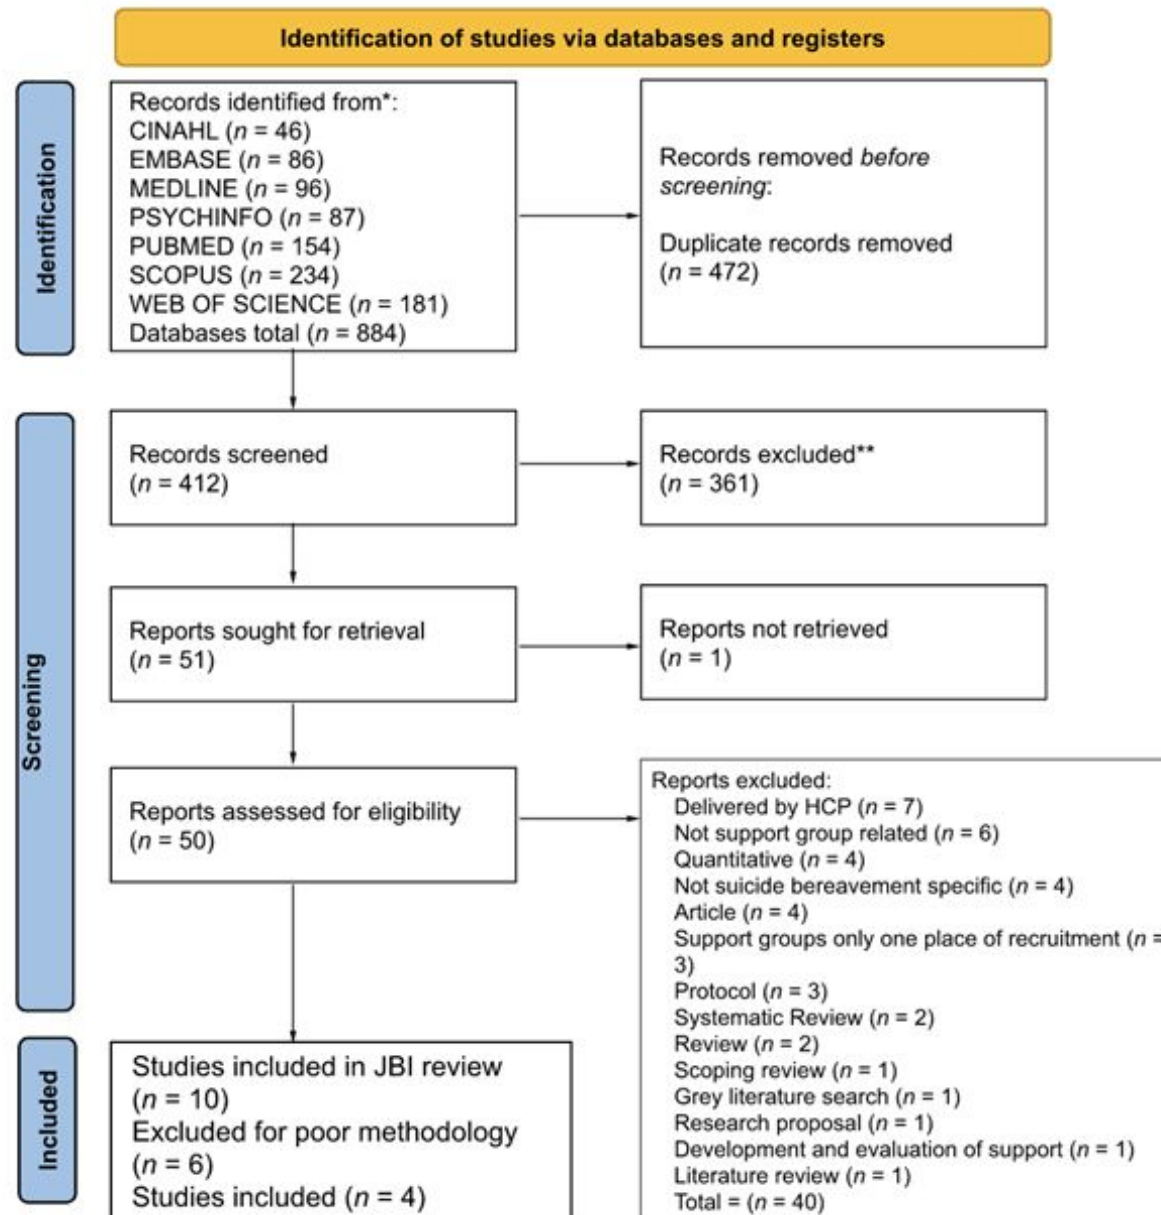 Identification of studies via databases and registers
Identification
Records identified from*:
CINAHL (n = 46)
EMBASE (n = 86)
MEDLINE (n = 96)
PSYCHINFO (n = 87)
PUBMED (n = 154)
SCOPUS (n = 234)
WEB OF SCIENCE (n = 181)
Databases total (n = 884)
Records removed before
screening:
Duplicate records removed
(n = 472)
Screening
Records screened
(n = 412)
Records excluded**
(n = 361)
Reports sought for retrieval
(n = 51)
Reports not retrieved
(n = 1)
Reports assessed for eligibility
(n = 50)
Reports excluded:
Delivered by HCP (n = 7)
Not support group related (n = 6)
Quantitative (n = 4)
Not suicide bereavement specific (n = 4)
Article (n = 4)
Support groups only one place of recruitment (n =
3)
Protocol (n = 3)
Systematic Review (n = 2)
Review (n = 2)
Scoping review (n = 1)
Grey literature search (n = 1)
Research proposal (n = 1)
Development and evaluation of support (n = 1)
Literature review (n = 1)
Total = (n = 40)
Included
Studies included in JBI review
(n = 10)
Excluded for poor methodology
(n = 6)
Studies included (n = 4)